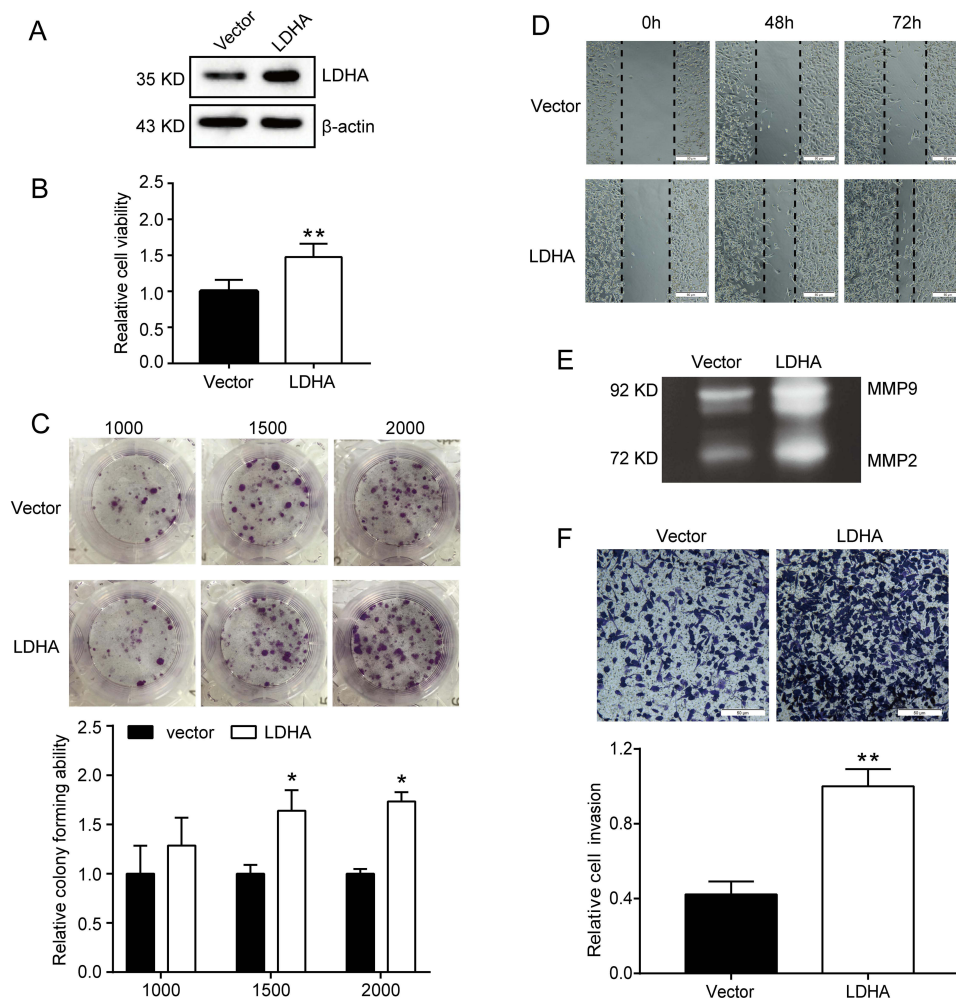 A
Vector
LDHA
35 KD
LDHA
43 KD
β-actin
B
Realative cell viability
2.5
2.0
1.5
1.0
0.5
0.0
**
Vector
LDHA
C
1000
1500
2000
Vector
LDHA
Relative colony forming ability
2.5
2.0
1.5
1.0
0.5
0.0
vector
LDHA
*
*
1000
1500
2000
D
0h
48h
72h
Vector
LDHA
E
Vector
LDHA
92 KD
MMP9
72 KD
MMP2
F
Vector
LDHA
50 μm
50 μm
Relative cell invasion
1.2
0.8
0.4
0.0
**
Vector
LDHA